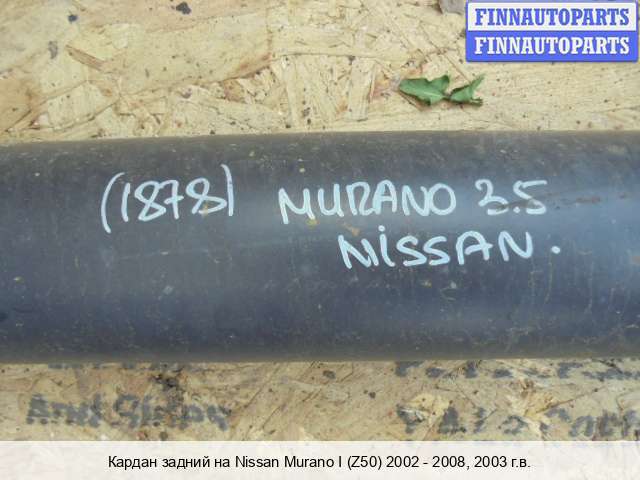 FINNAUTOPARTS
FINNAUTOPARTS
(1878) MURANO 3.5
NISSAN.
Кардан задний на Nissan Murano I (Z50) 2002 - 2008, 2003 г.в.